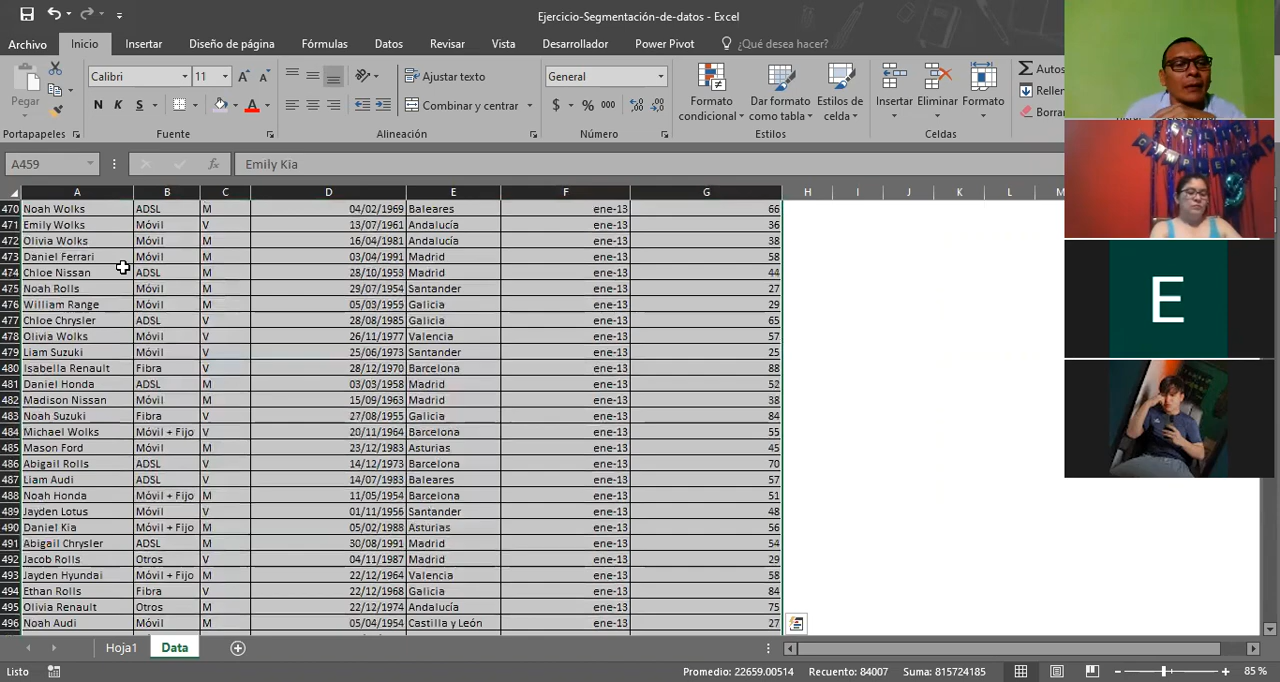 Ejercicio-Segmentación-de-datos - Excel
Archivo Inicio Insertar Diseño de página Fórmulas Datos Revisar Vista Desarrollador Power Pivot ¿Qué desea hacer?
Calibri 11 Ajustar texto General Autos
Pegar Formato condicional Dar formato como tabla Estilos de celda Insertar Eliminar Formato Rellen
N K S Combinar y centrar $ % 000 Borra
Portapapeles Fuente Alineación Número Estilos Celdas
A459 fx Emily Kia
A B C D E F G H I J K L M
470 Noah Wolks ADSL M 04/02/1969 Baleares ene-13 66
471 Emily Wolks Móvil V 13/07/1961 Andalucía ene-13 36
472 Olivia Wolks Móvil M 16/04/1981 Andalucía ene-13 38
473 Daniel Ferrari Móvil M 03/04/1991 Madrid ene-13 58
474 Chloe Nissan ADSL M 28/10/1953 Madrid ene-13 44
475 Noah Rolls Móvil M 29/07/1954 Santander ene-13 27
476 William Range Móvil M 05/03/1955 Galicia ene-13 29
477 Chloe Chrysler ADSL V 28/08/1985 Galicia ene-13 65
478 Olivia Wolks Móvil V 26/11/1977 Valencia ene-13 57
479 Liam Suzuki Móvil V 25/06/1973 Santander ene-13 25
480 Isabella Renault Fibra V 28/12/1970 Barcelona ene-13 88
481 Daniel Honda ADSL M 03/03/1958 Madrid ene-13 52
482 Madison Nissan Móvil M 15/09/1963 Madrid ene-13 38
483 Noah Suzuki Fibra V 27/08/1955 Galicia ene-13 84
484 Michael Wolks Móvil + Fijo V 20/11/1964 Barcelona ene-13 55
485 Mason Ford Móvil M 23/12/1983 Asturias ene-13 45
486 Abigail Rolls ADSL V 14/12/1973 Barcelona ene-13 70
487 Liam Audi ADSL V 14/07/1983 Baleares ene-13 57
488 Noah Honda Móvil + Fijo M 11/05/1954 Barcelona ene-13 51
489 Jayden Lotus Móvil M 01/11/1956 Santander ene-13 48
490 Daniel Kia Móvil + Fijo M 05/02/1988 Asturias ene-13 56
491 Abigail Chrysler ADSL M 30/08/1991 Madrid ene-13 54
492 Jacob Rolls Otros V 04/11/1987 Madrid ene-13 29
493 Jayden Hyundai Móvil + Fijo M 22/12/1964 Valencia ene-13 58
494 Ethan Rolls Fibra V 22/12/1968 Galicia ene-13 84
495 Olivia Renault Otros M 22/12/1974 Andalucía ene-13 75
496 Noah Audi Móvil M 05/04/1954 Castilla y León ene-13 27
Hoja1 Data
Listo Promedio: 22659.00514 Recuento: 84007 Suma: 815724185 85 %
E